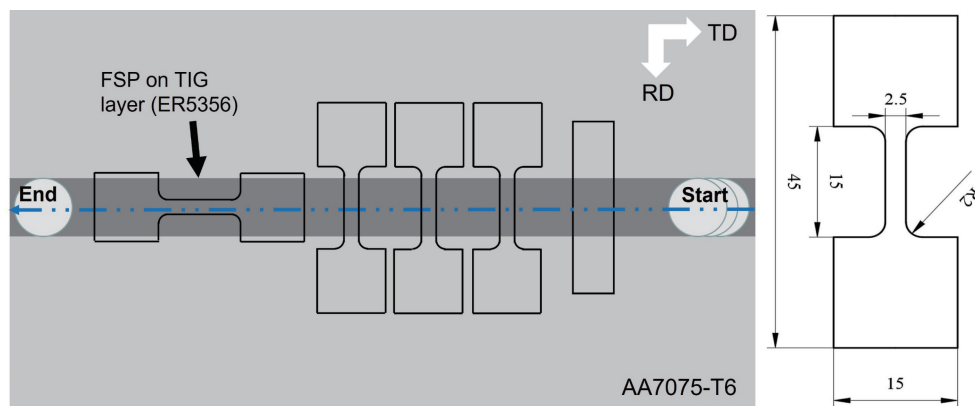 TD
RD
FSP on TIG
layer (ER5356)
End
Start
AA7075-T6
2.5
45
15
R2
15